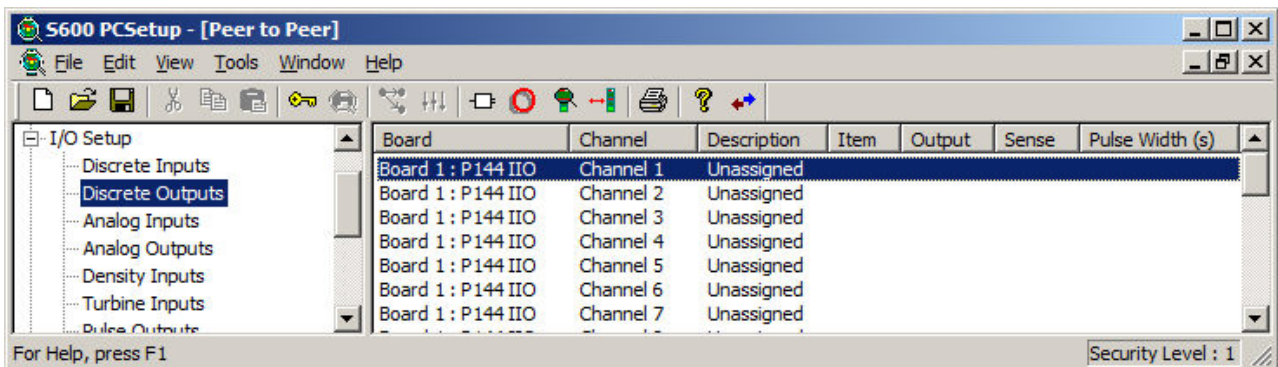 S600 PCSetup - [Peer to Peer]
File Edit View Tools Window Help
I/O Setup
Discrete Inputs
Discrete Outputs
Analog Inputs
Analog Outputs
Density Inputs
Turbine Inputs
Pulse Outputs
Board Channel Description Item Output Sense Pulse Width (s)
Board 1 : P144 IIO Channel 1 Unassigned
Board 1 : P144 IIO Channel 2 Unassigned
Board 1 : P144 IIO Channel 3 Unassigned
Board 1 : P144 IIO Channel 4 Unassigned
Board 1 : P144 IIO Channel 5 Unassigned
Board 1 : P144 IIO Channel 6 Unassigned
Board 1 : P144 IIO Channel 7 Unassigned
For Help, press F1 Security Level : 1